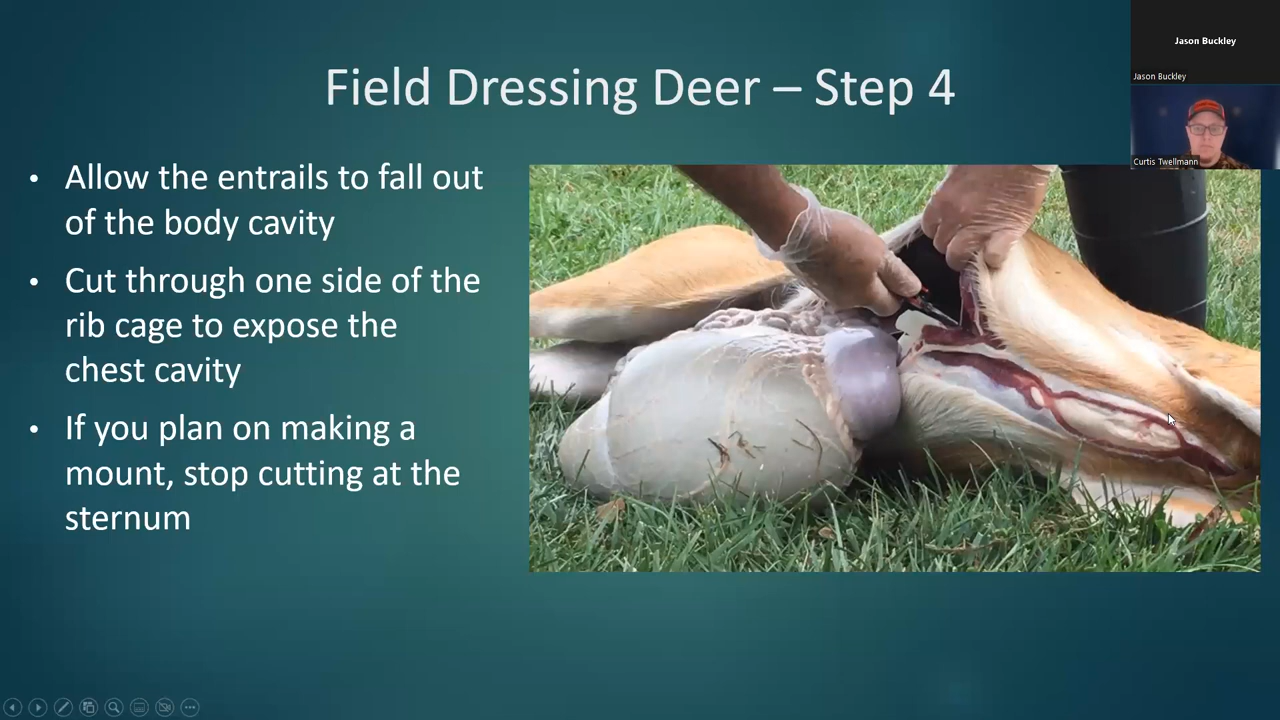 Jason Buckley
Jason Buckley
Curtis Twellmann
Field Dressing Deer – Step 4
• Allow the entrails to fall out
of the body cavity
• Cut through one side of the
rib cage to expose the
chest cavity
• If you plan on making a
mount, stop cutting at the
sternum